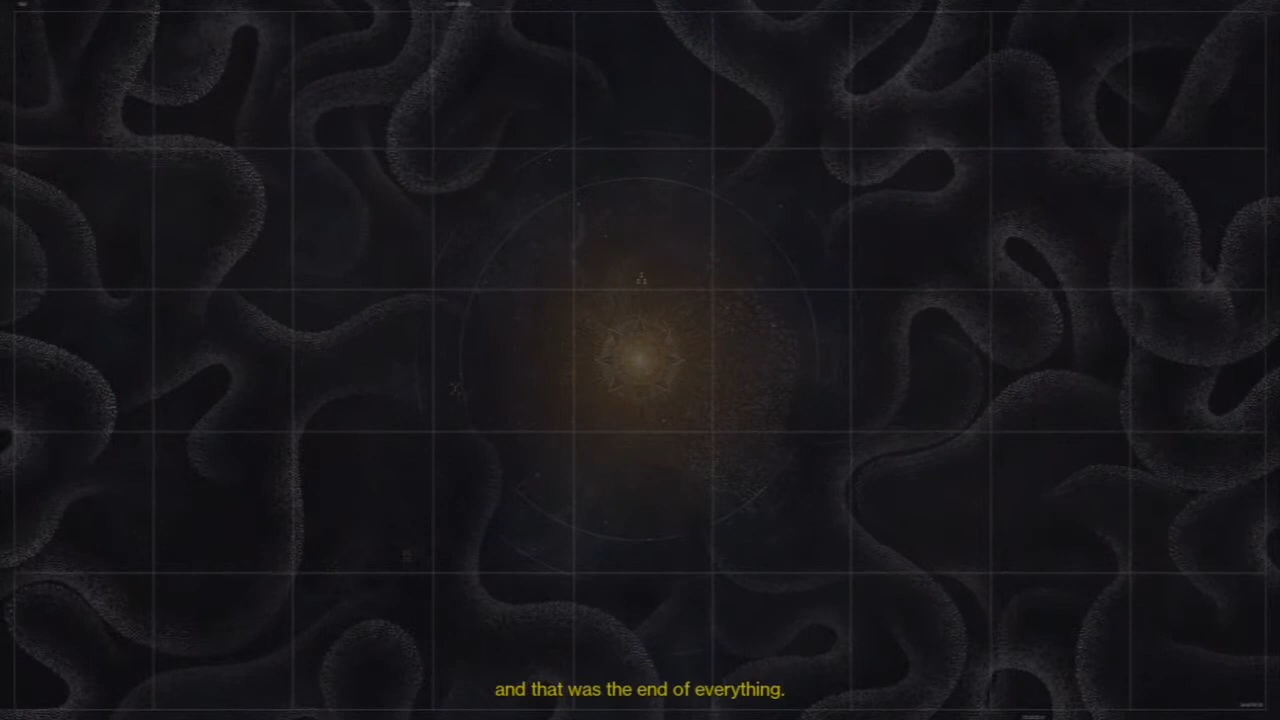 and that was the end of everything.